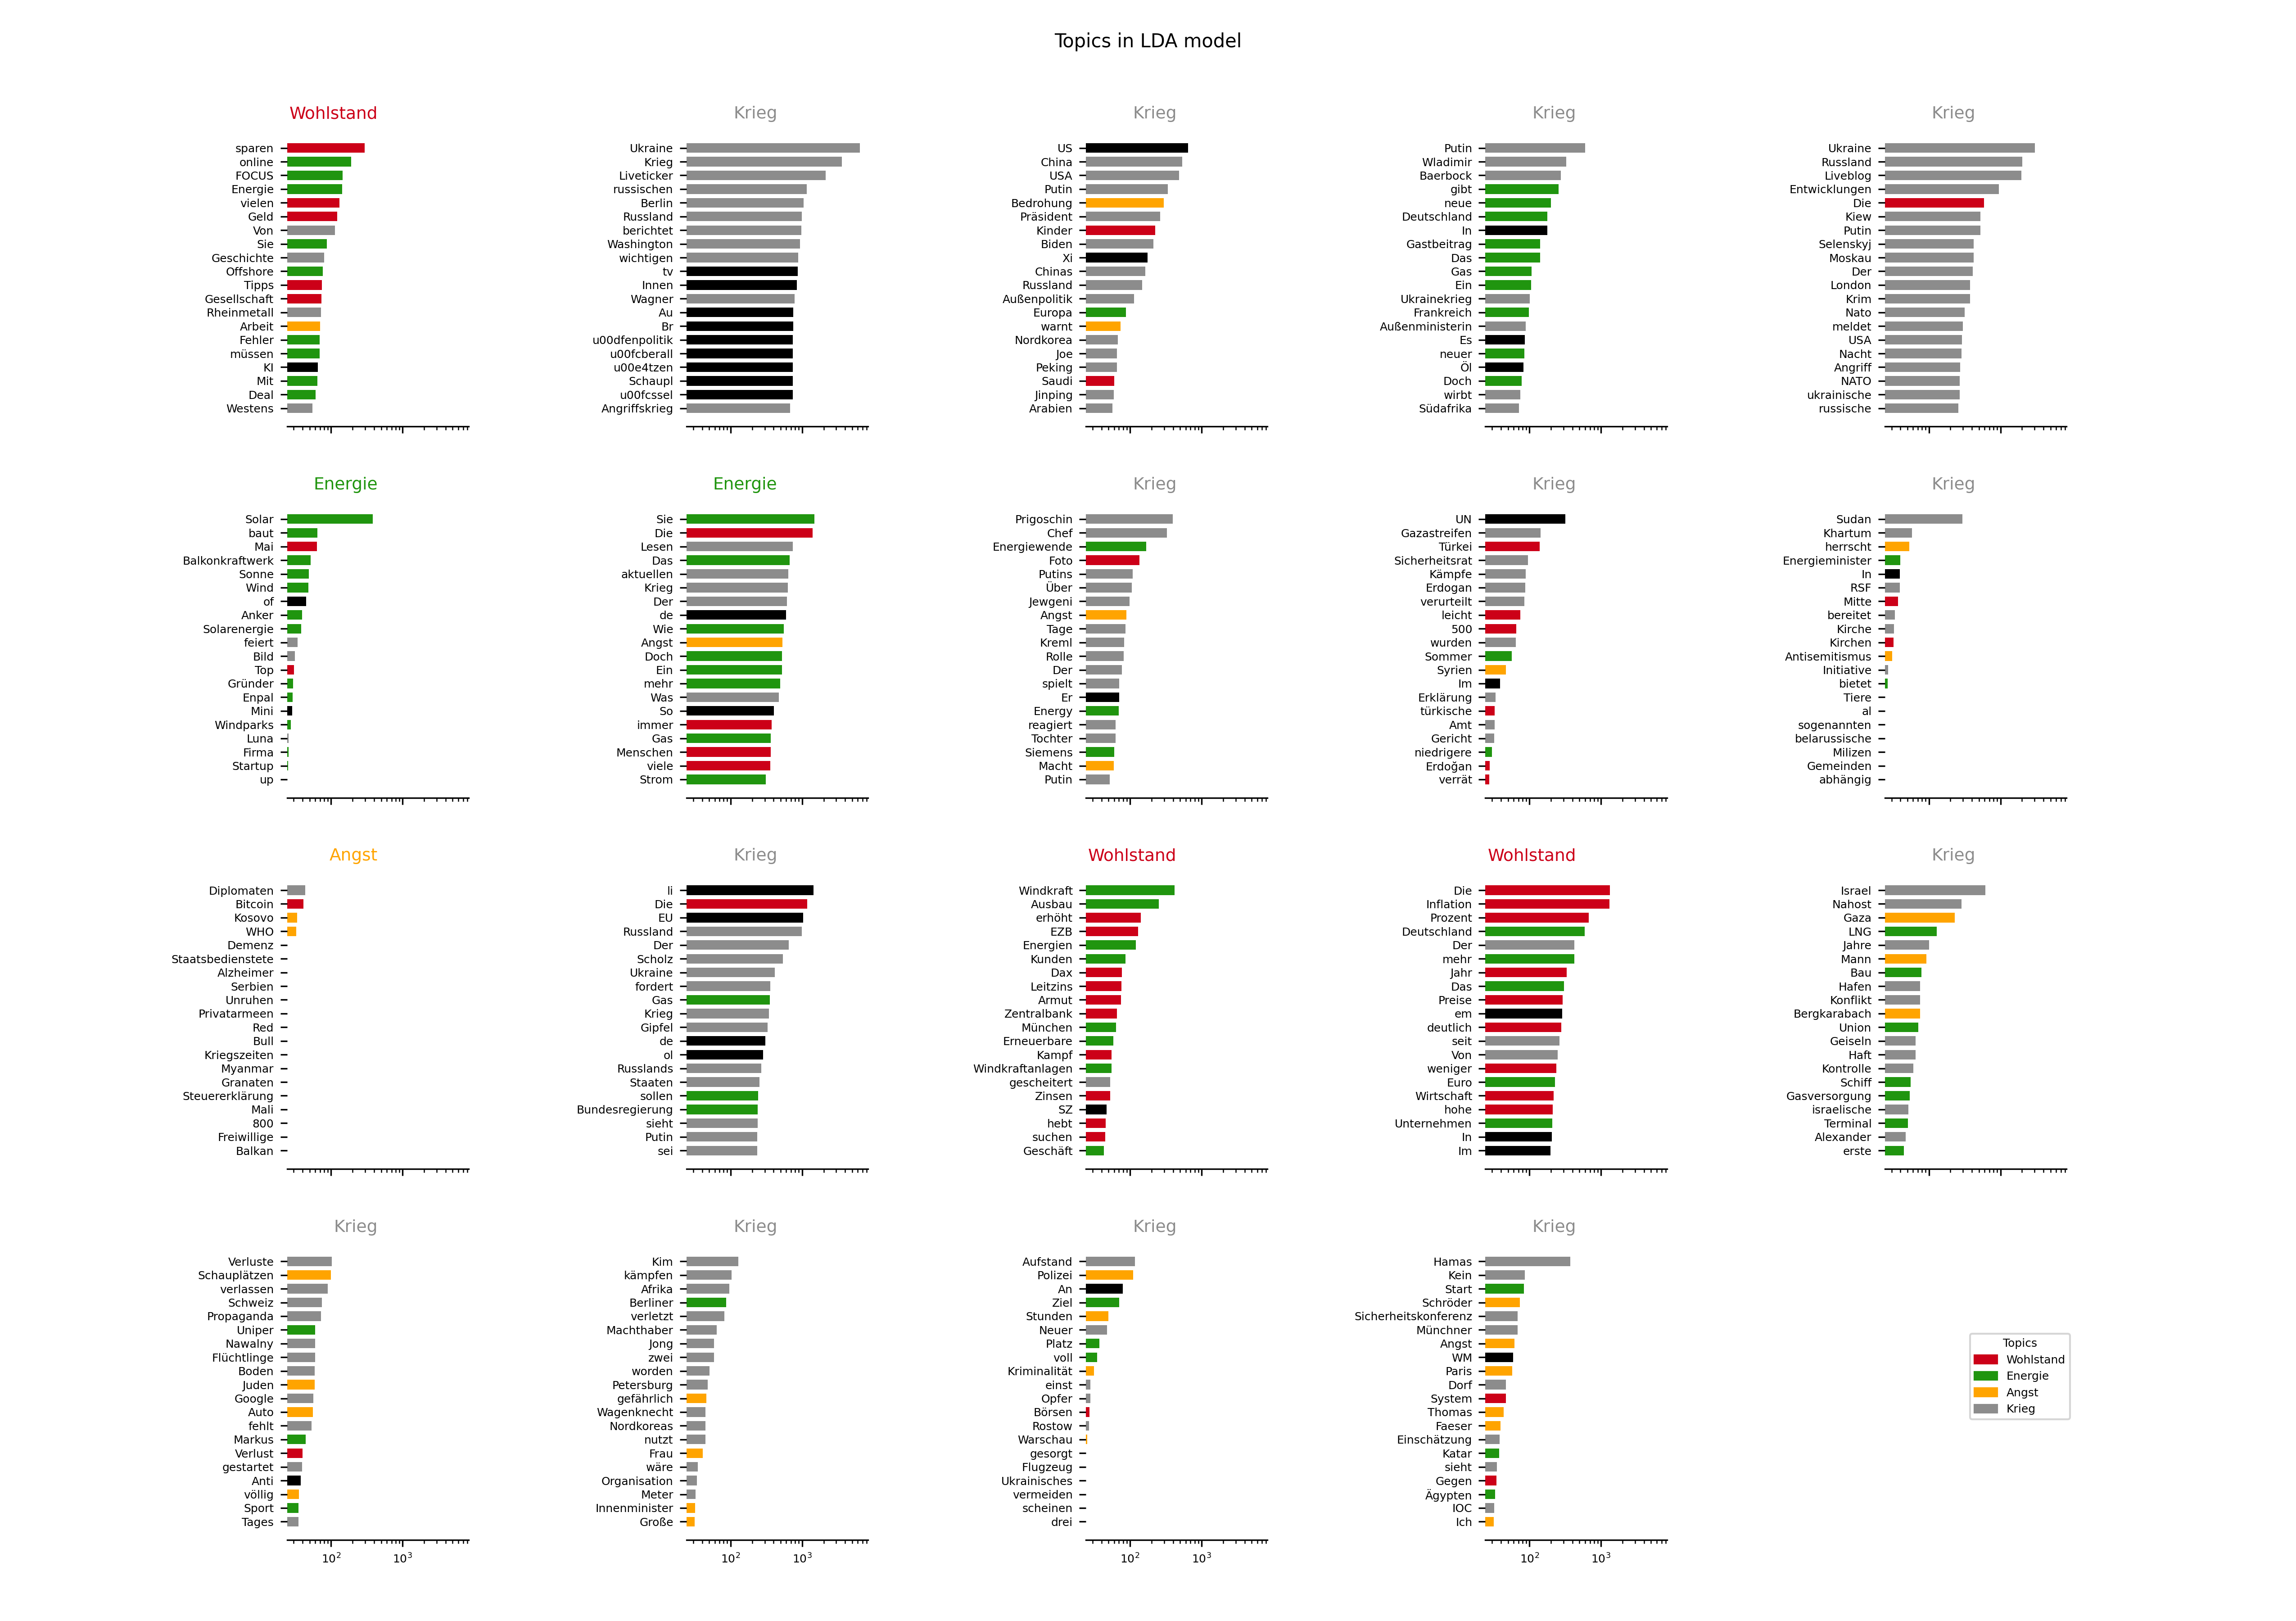 Topics in LDA model
Wohlstand
sparen
online
FOCUS
Energie
vielen
Geld
Von
Sie
Geschichte
Offshore
Tipps
Gesellschaft
Rheinmetall
Arbeit
Fehler
müssen
KI
Mit
Deal
Westens
Krieg
Ukraine
Krieg
Liveticker
russischen
Berlin
Russland
berichtet
Washington
wichtigen
tv
Innen
Wagner
Au
Br
u00dfenpolitik
u00fcberall
u00e4tzen
Schaupl
u00fcssel
Angriffskrieg
Krieg
US
China
USA
Putin
Bedrohung
Präsident
Kinder
Biden
Xi
Chinas
Russland
Außenpolitik
Europa
warnt
Nordkorea
Joe
Peking
Saudi
Jinping
Arabien
Krieg
Putin
Wladimir
Baerbock
gibt
neue
Deutschland
In
Gastbeitrag
Das
Gas
Ein
Ukrainekrieg
Frankreich
Außenministerin
Es
neuer
Öl
Doch
wirbt
Südafrika
Krieg
Ukraine
Russland
Liveblog
Entwicklungen
Die
Kiew
Putin
Selenskyj
Moskau
Der
London
Krim
Nato
meldet
USA
Nacht
Angriff
NATO
ukrainische
russische
Energie
Solar
baut
Mai
Balkonkraftwerk
Sonne
Wind
of
Anker
Solarenergie
feiert
Bild
Top
Gründer
Enpal
Mini
Windparks
Luna
Firma
Startup
up
Energie
Sie
Die
Lesen
Das
aktuellen
Krieg
Der
de
Wie
Angst
Doch
Ein
mehr
Was
So
immer
Gas
Menschen
viele
Strom
Krieg
Prigoschin
Chef
Energiewende
Foto
Putins
Über
Jewgeni
Angst
Tage
Kreml
Rolle
Der
spielt
Er
Energy
reagiert
Tochter
Siemens
Macht
Putin
Krieg
UN
Gazastreifen
Türkei
Sicherheitsrat
Kämpfe
Erdogan
verurteilt
leicht
500
wurden
Sommer
Syrien
Im
Erklärung
türkische
Amt
Gericht
niedrigere
Erdoğan
verrät
Krieg
Sudan
Khartum
herrscht
Energieminister
In
RSF
Mitte
bereitet
Kirche
Kirchen
Antisemitismus
Initiative
bietet
Tiere
al
sogenannten
belarussische
Milizen
Gemeinden
abhängig
Angst
Diplomaten
Bitcoin
Kosovo
WHO
Demenz
Staatsbedienstete
Alzheimer
Serbien
Unruhen
Privatarmeen
Red
Bull
Kriegszeiten
Myanmar
Granaten
Steuererklärung
Mali
800
Freiwillige
Balkan
Krieg
li
Die
EU
Russland
Der
Scholz
Ukraine
fordert
Gas
Krieg
Gipfel
de
ol
Russlands
Staaten
sollen
Bundesregierung
sieht
Putin
sei
Wohlstand
Windkraft
Ausbau
erhöht
EZB
Energien
Kunden
Dax
Leitzins
Armut
Zentralbank
München
Erneuerbare
Kampf
Windkraftanlagen
gescheitert
Zinsen
SZ
hebt
suchen
Geschäft
Wohlstand
Die
Inflation
Prozent
Deutschland
Der
mehr
Jahr
Das
Preise
em
deutlich
seit
Von
weniger
Euro
Wirtschaft
hohe
Unternehmen
In
Im
Krieg
Israel
Nahost
Gaza
LNG
Jahre
Mann
Bau
Hafen
Konflikt
Bergkarabach
Union
Geiseln
Haft
Kontrolle
Schiff
Gasversorgung
israelische
Terminal
Alexander
erste
Krieg
Verluste
Schauplätzen
verlassen
Schweiz
Propaganda
Uniper
Nawalny
Flüchtlinge
Boden
Juden
Google
Auto
fehlt
Markus
Verlust
gestartet
Anti
völlig
Sport
Tages
10² 10³
Krieg
Kim
kämpfen
Afrika
Berliner
verletzt
Machthaber
Jong
zwei
worden
Petersburg
gefährlich
Wagenknecht
Nordkoreas
nutzt
Frau
wäre
Organisation
Meter
Innenminister
Große
10² 10³
Krieg
Aufstand
Polizei
An
Ziel
Stunden
Neuer
Platz
voll
Kriminalität
einst
Opfer
Börsen
Rostow
Warschau
gesorgt
Flugzeug
Ukrainisches
vermeiden
scheinen
drei
10² 10³
Krieg
Hamas
Kein
Start
Schröder
Sicherheitskonferenz
Münchner
Angst
WM
Paris
Dorf
System
Thomas
Faeser
Einschätzung
Katar
sieht
Gegen
Ägypten
IOC
Ich
10² 10³
Topics
Wohlstand
Energie
Angst
Krieg